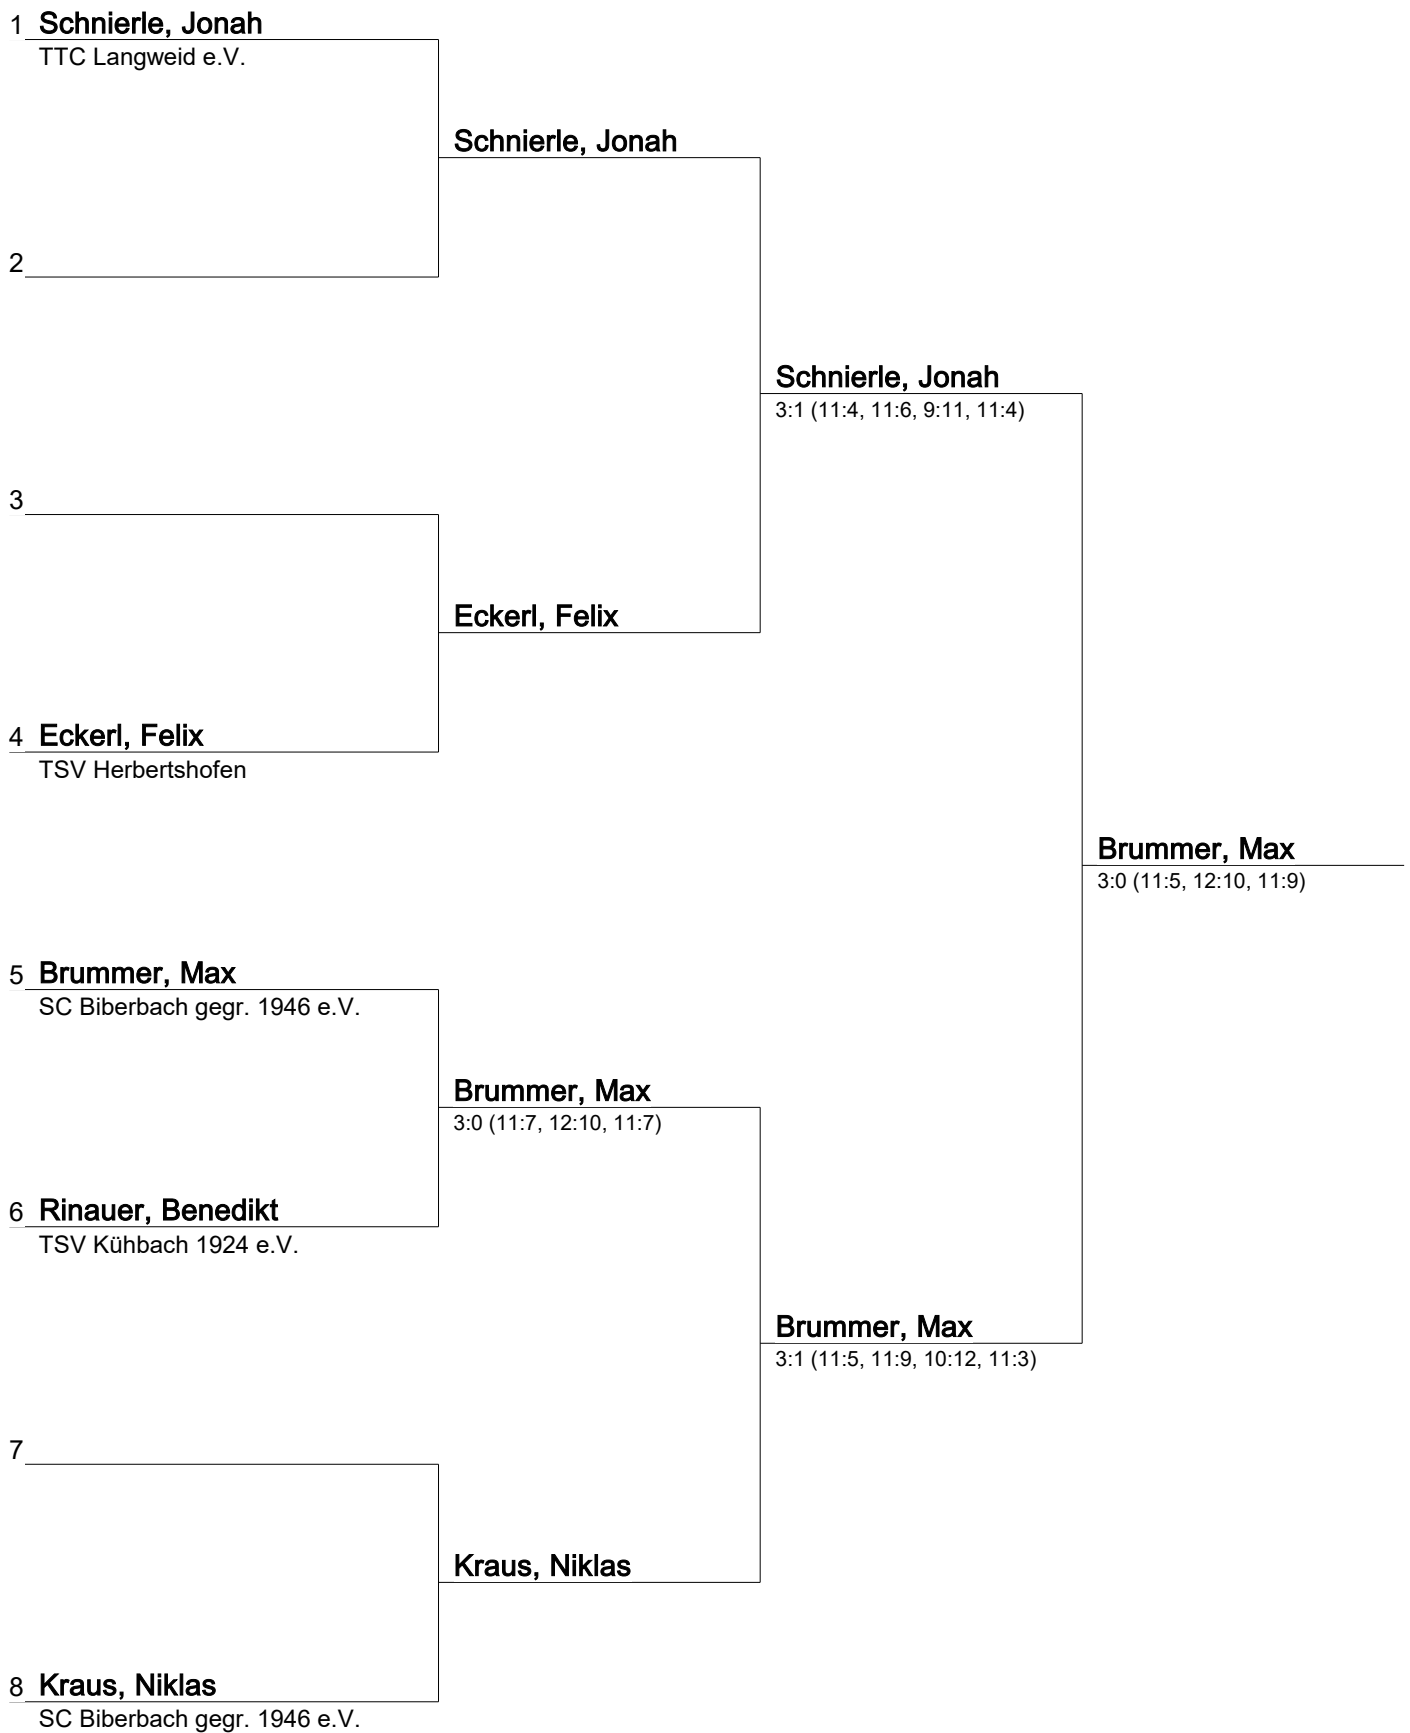 1 Schnierle, Jonah
TTC Langweid e.V.
Schnierle, Jonah
2
Schnierle, Jonah
3:1 (11:4, 11:6, 9:11, 11:4)
3
Eckerl, Felix
4 Eckerl, Felix
TSV Herbertshofen
Brummer, Max
3:0 (11:5, 12:10, 11:9)
5 Brummer, Max
SC Biberbach gegr. 1946 e.V.
Brummer, Max
3:0 (11:7, 12:10, 11:7)
6 Rinauer, Benedikt
TSV Kühbach 1924 e.V.
Brummer, Max
3:1 (11:5, 11:9, 10:12, 11:3)
7
Kraus, Niklas
8 Kraus, Niklas
SC Biberbach gegr. 1946 e.V.